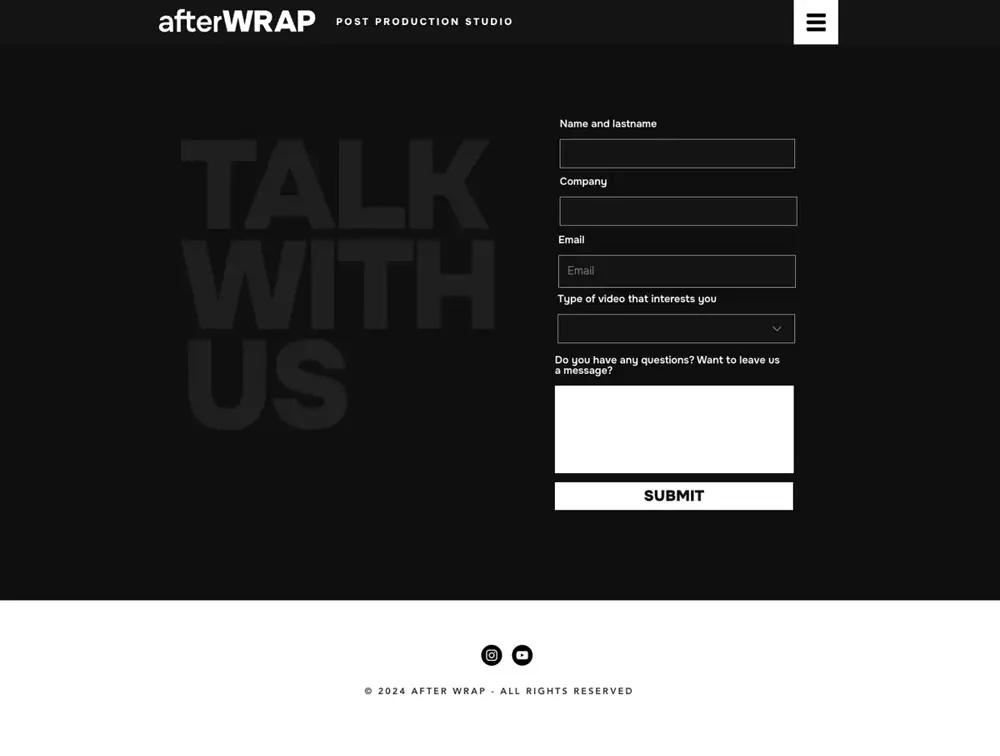 afterWRAP POST PRODUCTION STUDIO
TALK
WITH
US
Name and lastname
Company
Email
Email
Type of video that interests you
Do you have any questions? Want to leave us
a message?
SUBMIT
© 2024 AFTER WRAP - ALL RIGHTS RESERVED